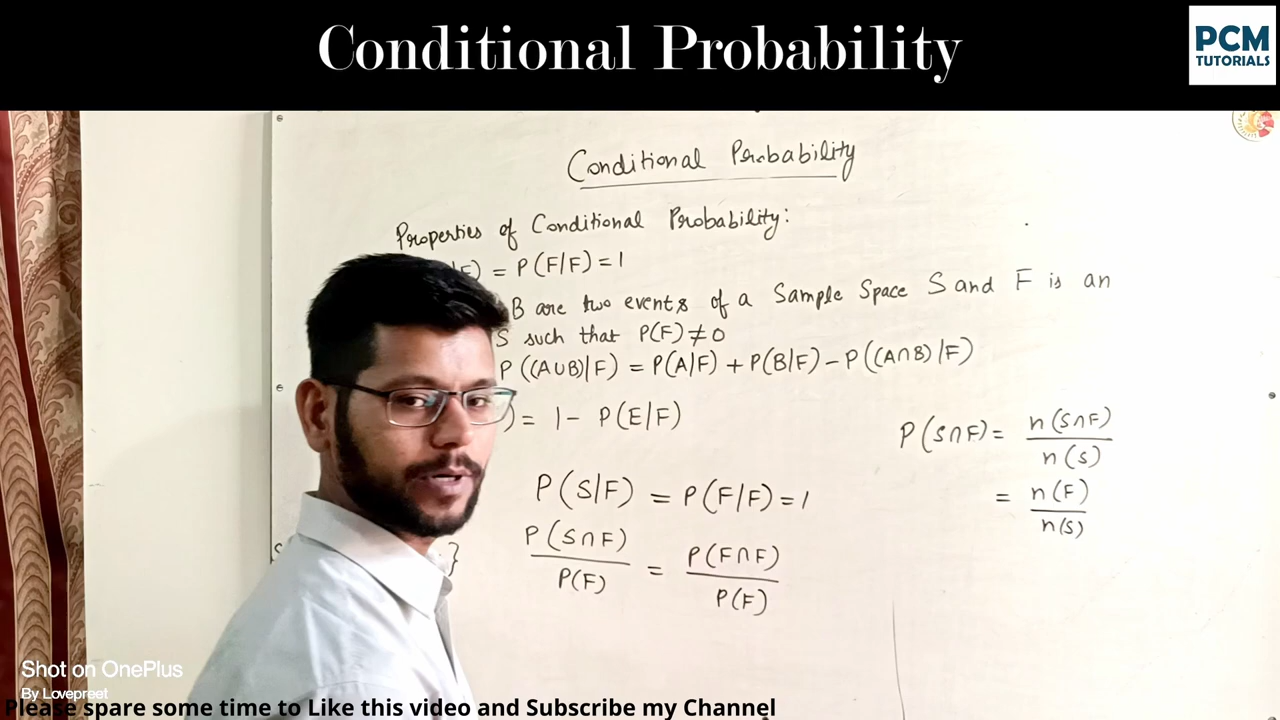 Conditional Probability
PCM
TUTORIALS
Conditional Probability
Properties of Conditional Probability:
F) = P(F/F) = 1
B are two events of a Sample Space S and F is an
S such that P(F) ≠ 0
P((A∪B)|F) = P(A|F) + P(B|F) - P((A∩B)|F)
) = 1 - P(E|F)
P(S∩F) = n(S∩F) / n(S)
= n(F) / n(S)
P(S|F) = P(F|F) = 1
P(S∩F) / P(F) = P(F∩F) / P(F)
}
Shot on OnePlus
By Lovepreet
Please spare some time to Like this video and Subscribe my Channel